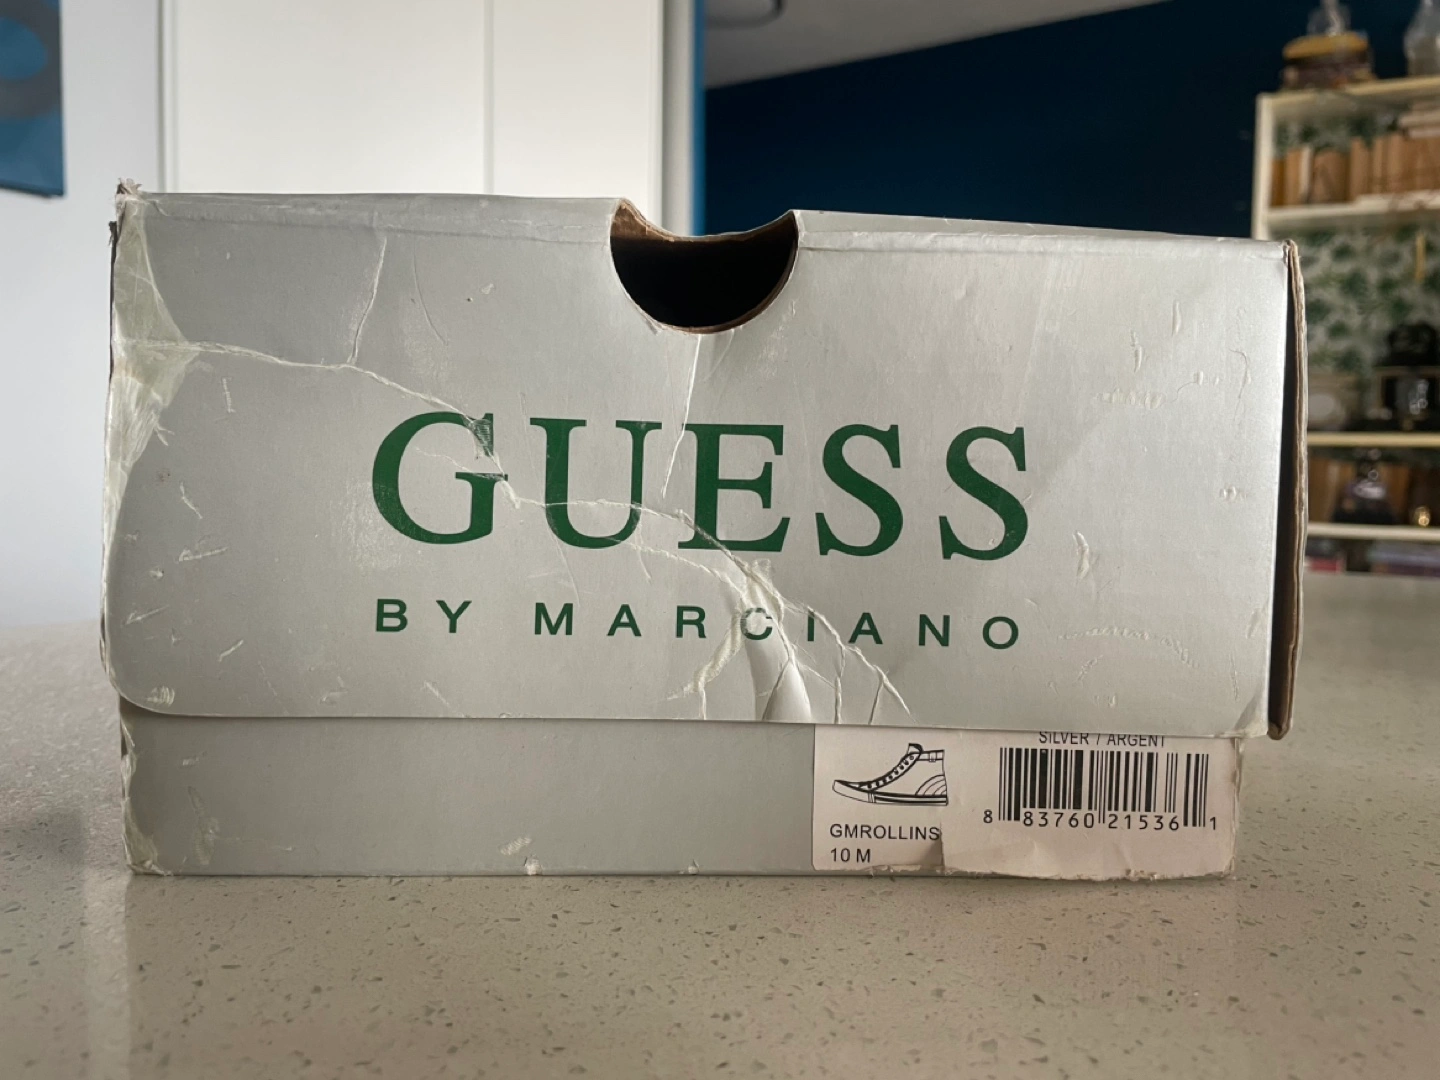 GUESS
BY MARCIANO
SILVER / ARGENT
8 83760 21536 1
GMROLLINS
10 M